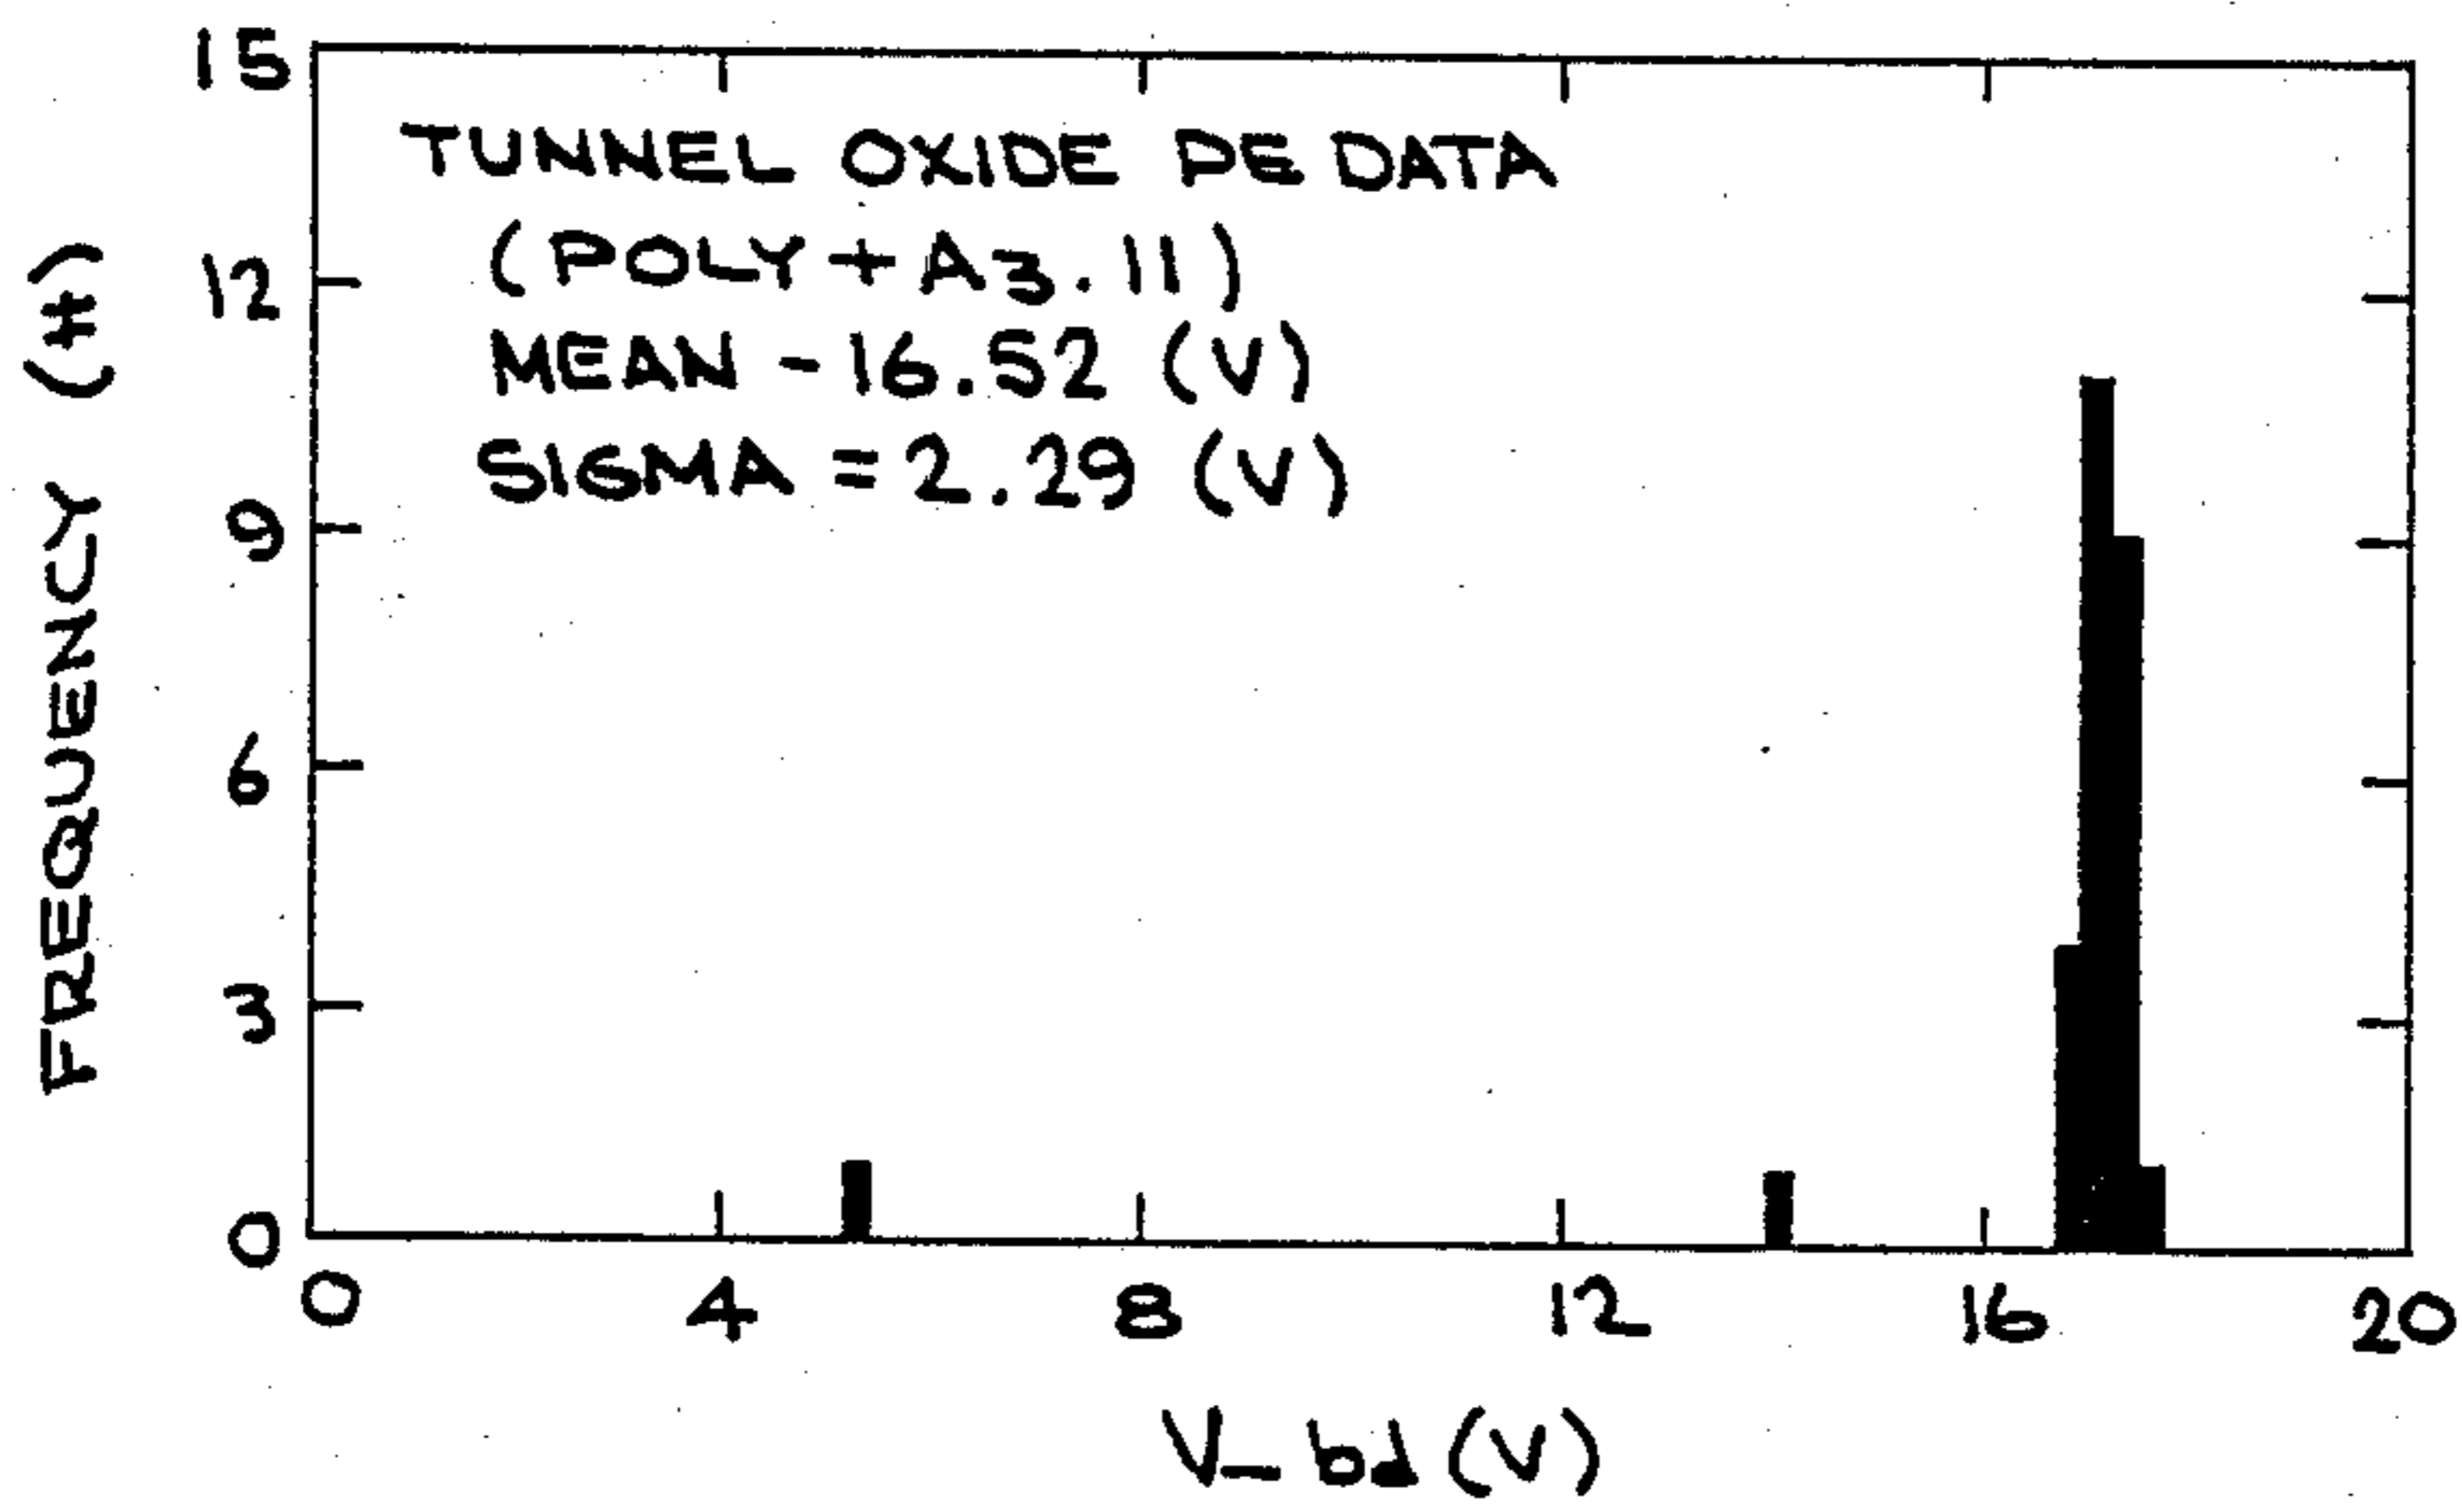 15
TUNNEL OXIDE PS DATA
(POLY + A3.11)
MEAN - 16.52 (V)
SIGMA = 2.29 (V)
12
9
6
3
0
FREQUENCY (#)
0 4 8 12 16 20
V_bd (V)